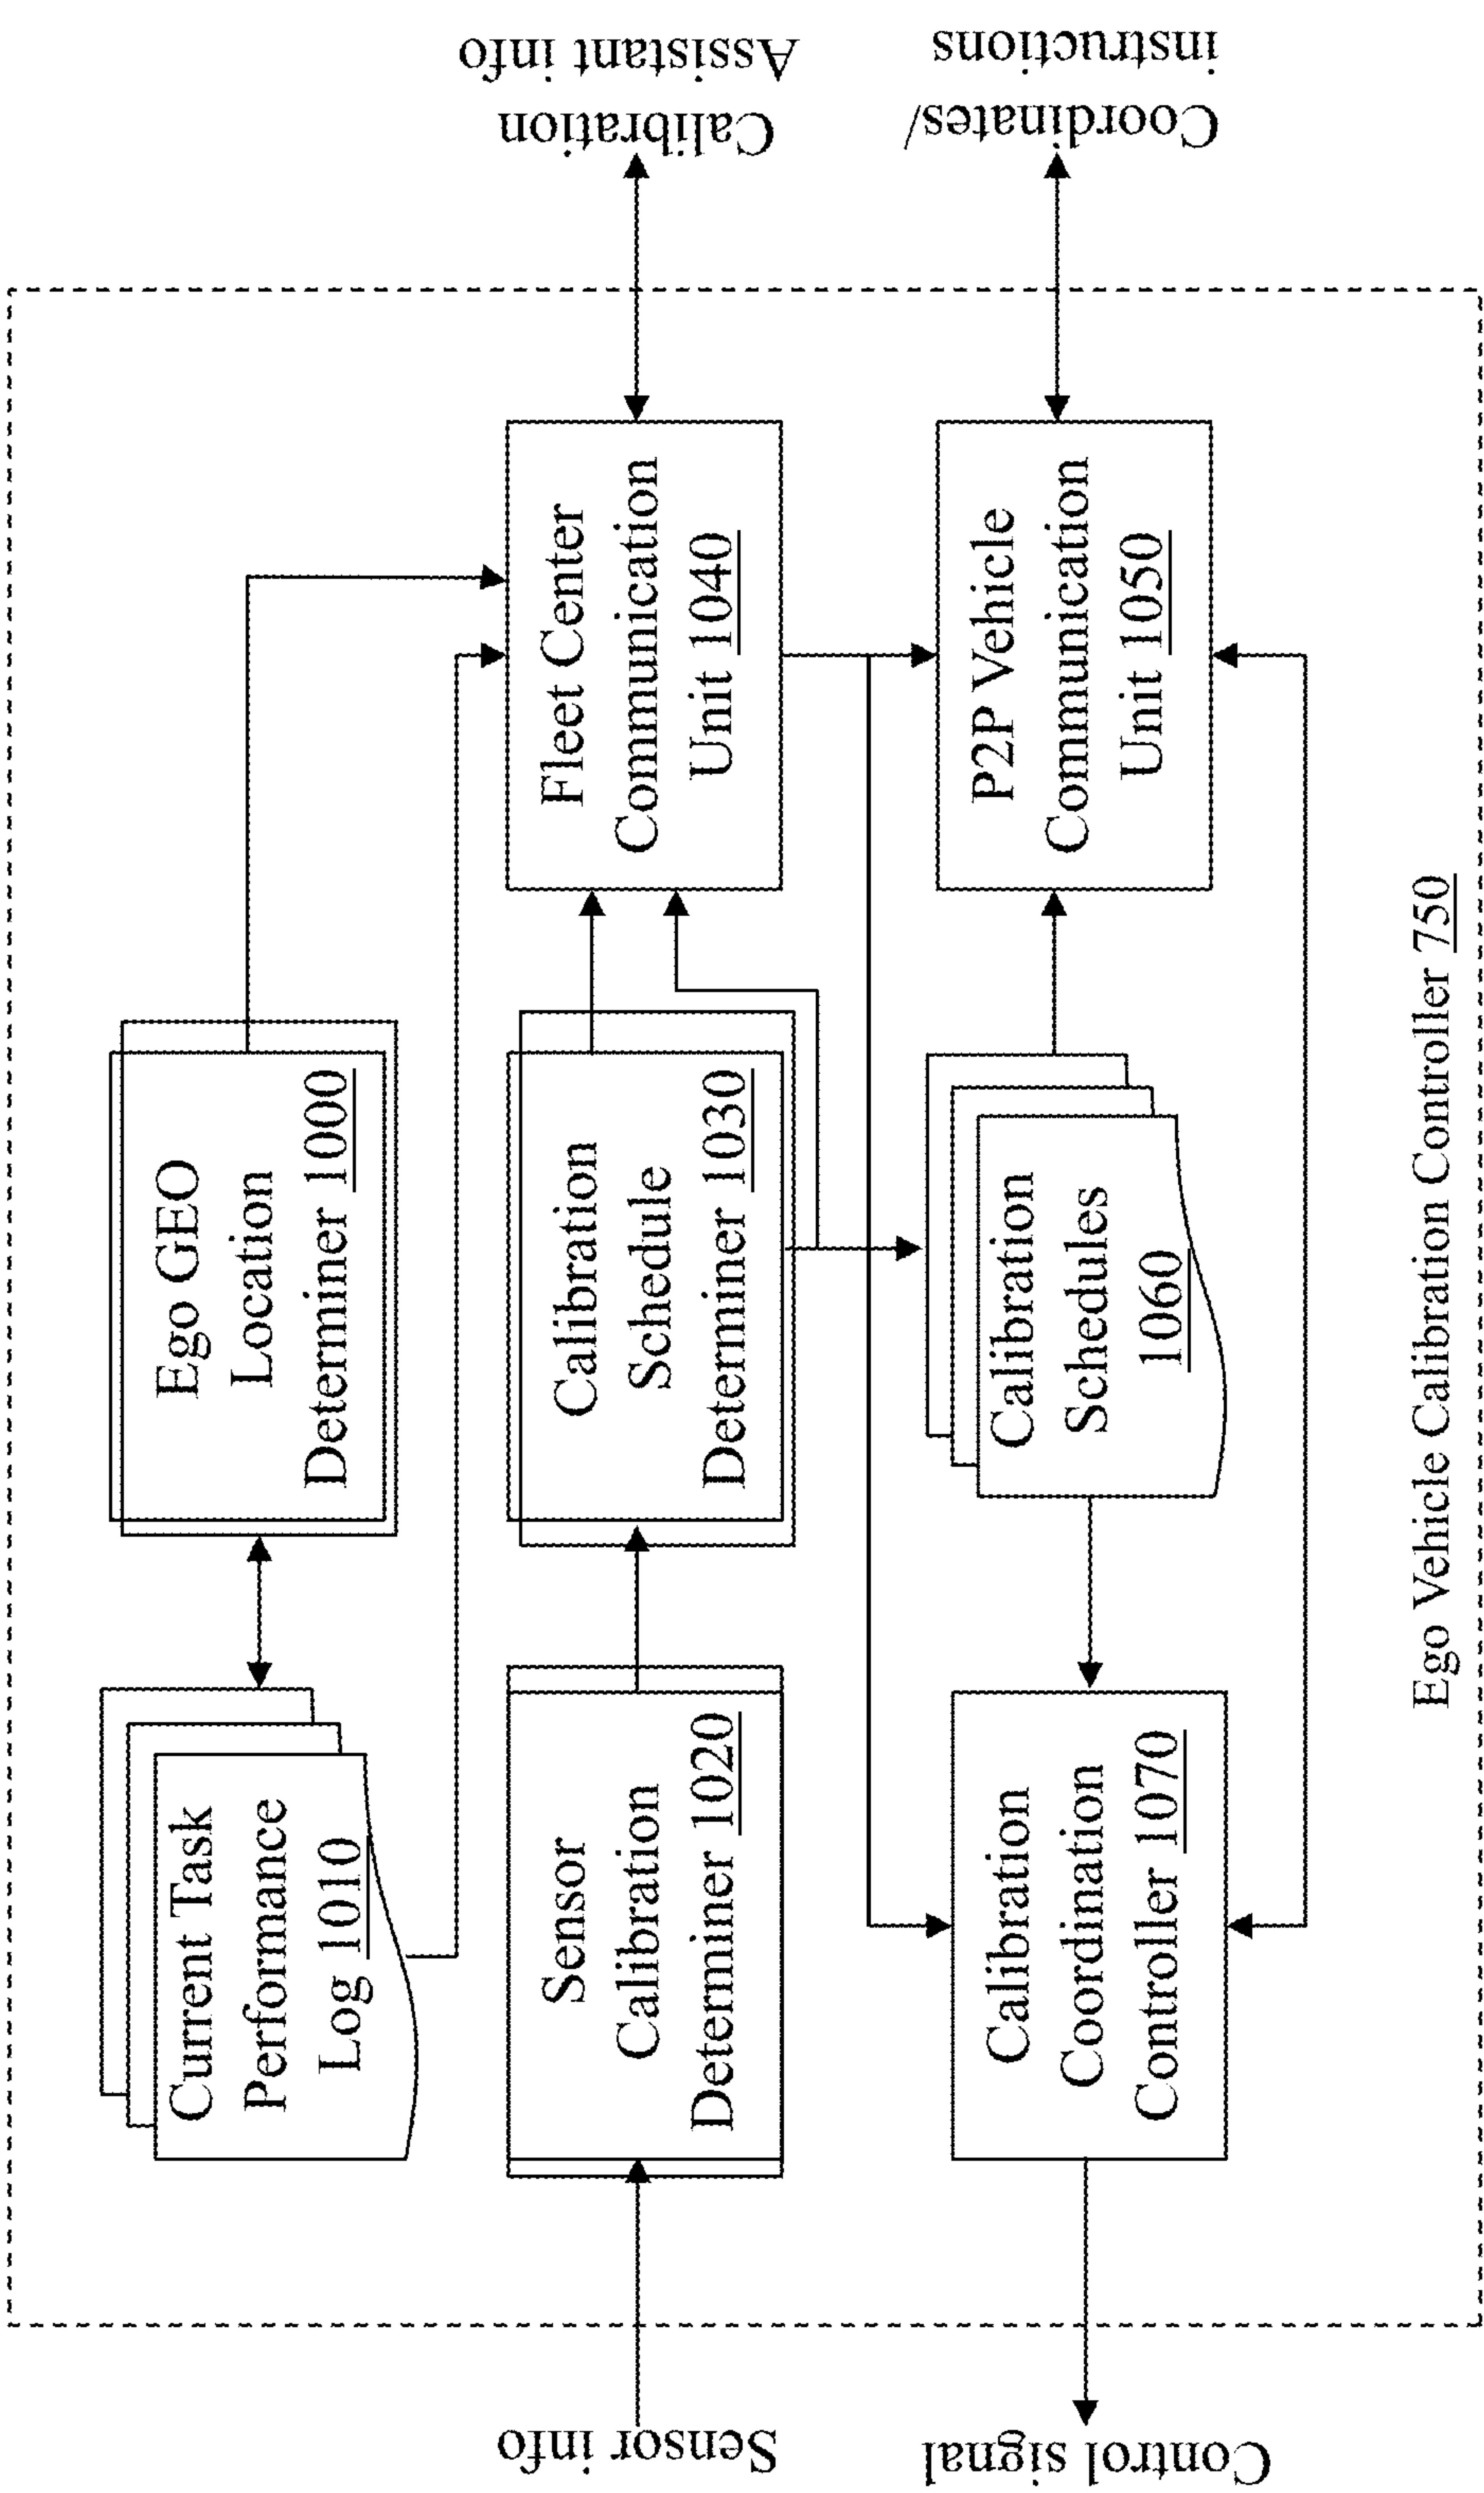 Current Task
Performance
Log 1010
Ego GEO
Location
Determiner 1000
Sensor info
Sensor
Calibration
Determiner 1020
Calibration
Schedule
Determiner 1030
Fleet Center
Communication
Unit 1040
Calibration
Assistant info
Control signal
Calibration
Coordination
Controller 1070
Calibration
Schedules
1060
P2P Vehicle
Communication
Unit 1050
Coordinates/
instructions
Ego Vehicle Calibration Controller 750